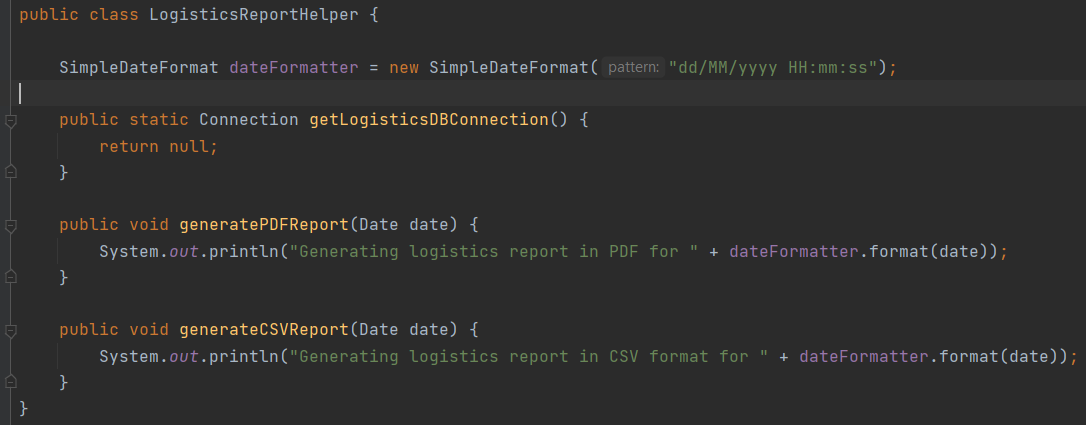 public class LogisticsReportHelper {
SimpleDateFormat dateFormatter = new SimpleDateFormat( pattern: "dd/MM/yyyy HH:mm:ss");
public static Connection getLogisticsDBConnection() {
return null;
}
public void generatePDFReport(Date date) {
System.out.println("Generating logistics report in PDF for " + dateFormatter.format(date));
}
public void generateCSVReport(Date date) {
System.out.println("Generating logistics report in CSV format for " + dateFormatter.format(date));
}
}